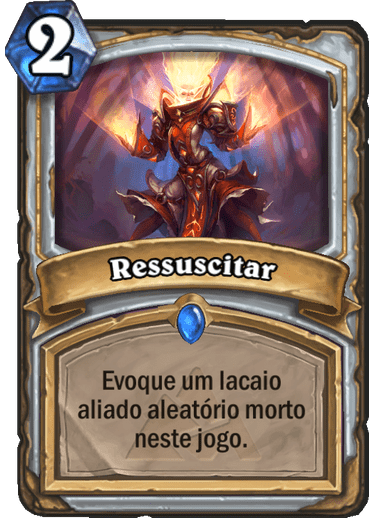 2
Ressuscitar
Evoque um lacaio
aliado aleatório morto
neste jogo.